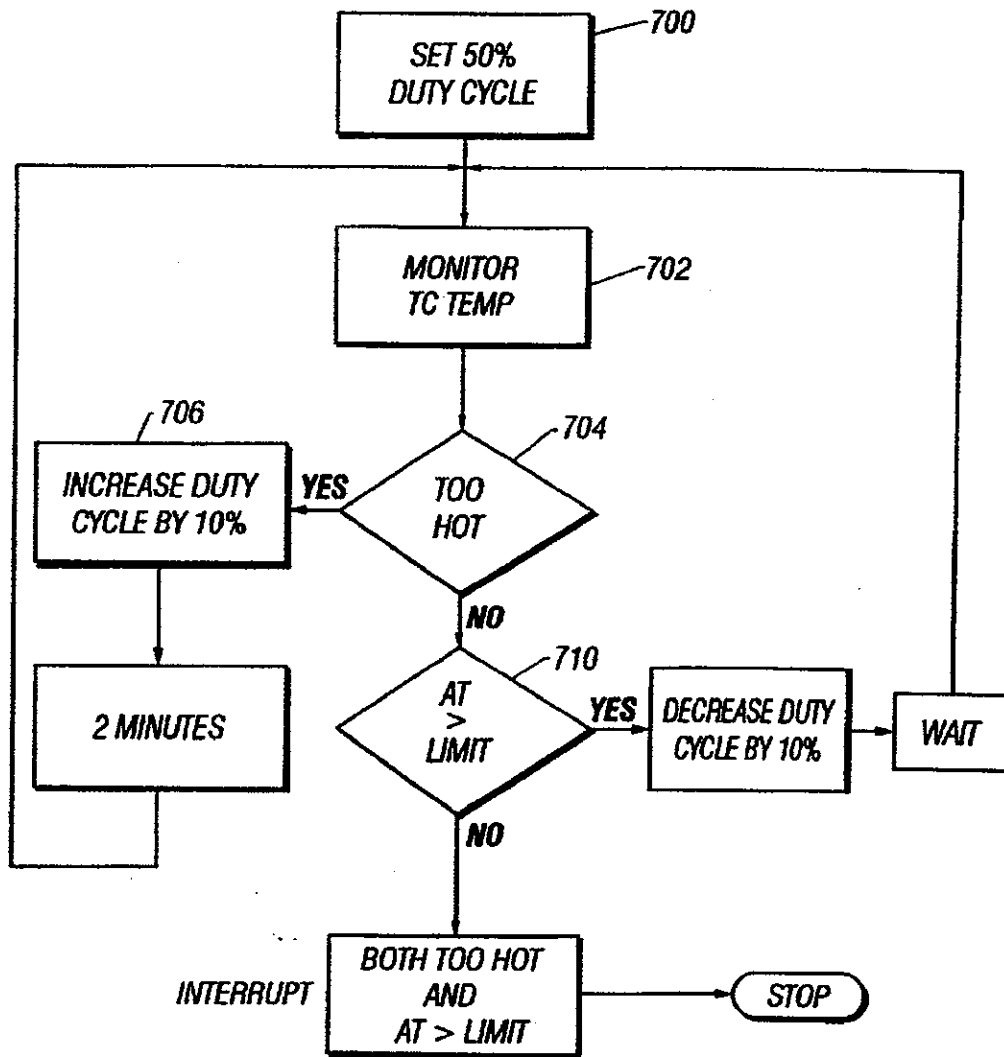 700
SET 50%
DUTY CYCLE
MONITOR
TC TEMP
702
706
704
INCREASE DUTY
CYCLE BY 10%
YES
TOO
HOT
NO
710
2 MINUTES
AT
>
LIMIT
YES
DECREASE DUTY
CYCLE BY 10%
WAIT
NO
INTERRUPT
BOTH TOO HOT
AND
AT > LIMIT
STOP